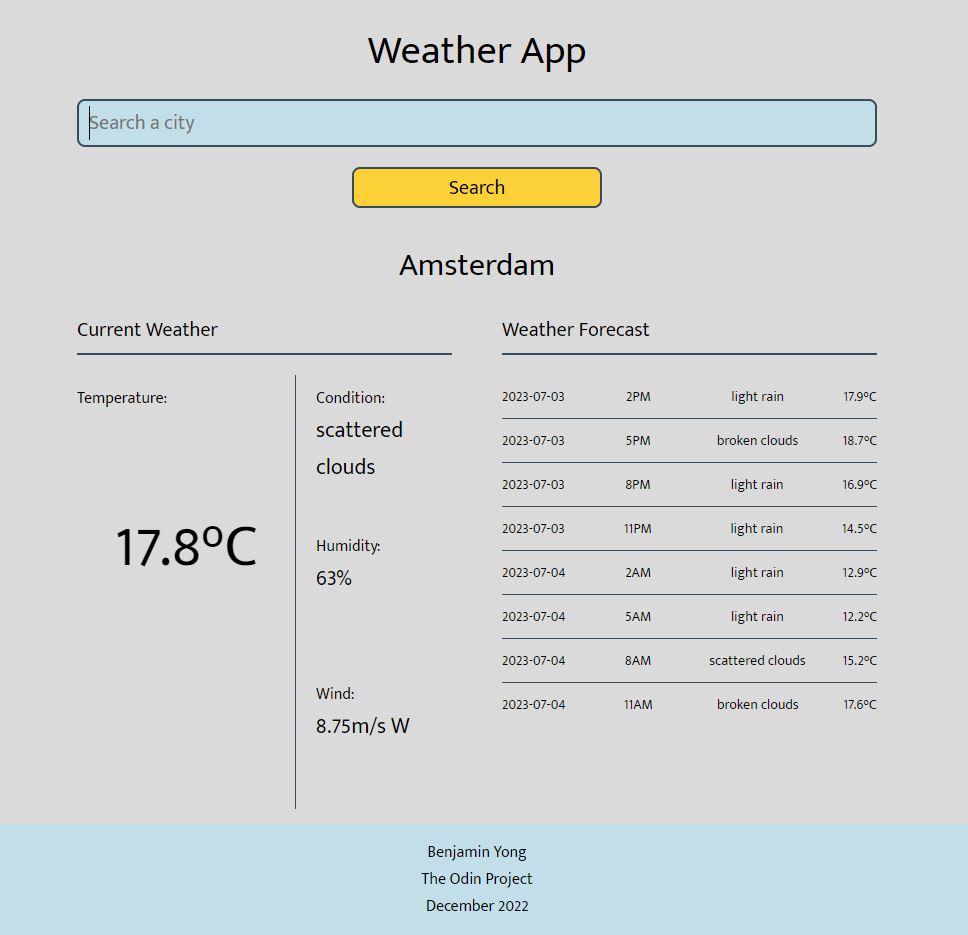 Weather App
Search a city
Search
Amsterdam
Current Weather
Temperature:
17.8ºC
Condition:
scattered
clouds
Humidity:
63%
Wind:
8.75m/s W
Weather Forecast
2023-07-03 2PM light rain 17.9ºC
2023-07-03 5PM broken clouds 18.7ºC
2023-07-03 8PM light rain 16.9ºC
2023-07-03 11PM light rain 14.5ºC
2023-07-04 2AM light rain 12.9ºC
2023-07-04 5AM light rain 12.2ºC
2023-07-04 8AM scattered clouds 15.2ºC
2023-07-04 11AM broken clouds 17.6ºC
Benjamin Yong
The Odin Project
December 2022